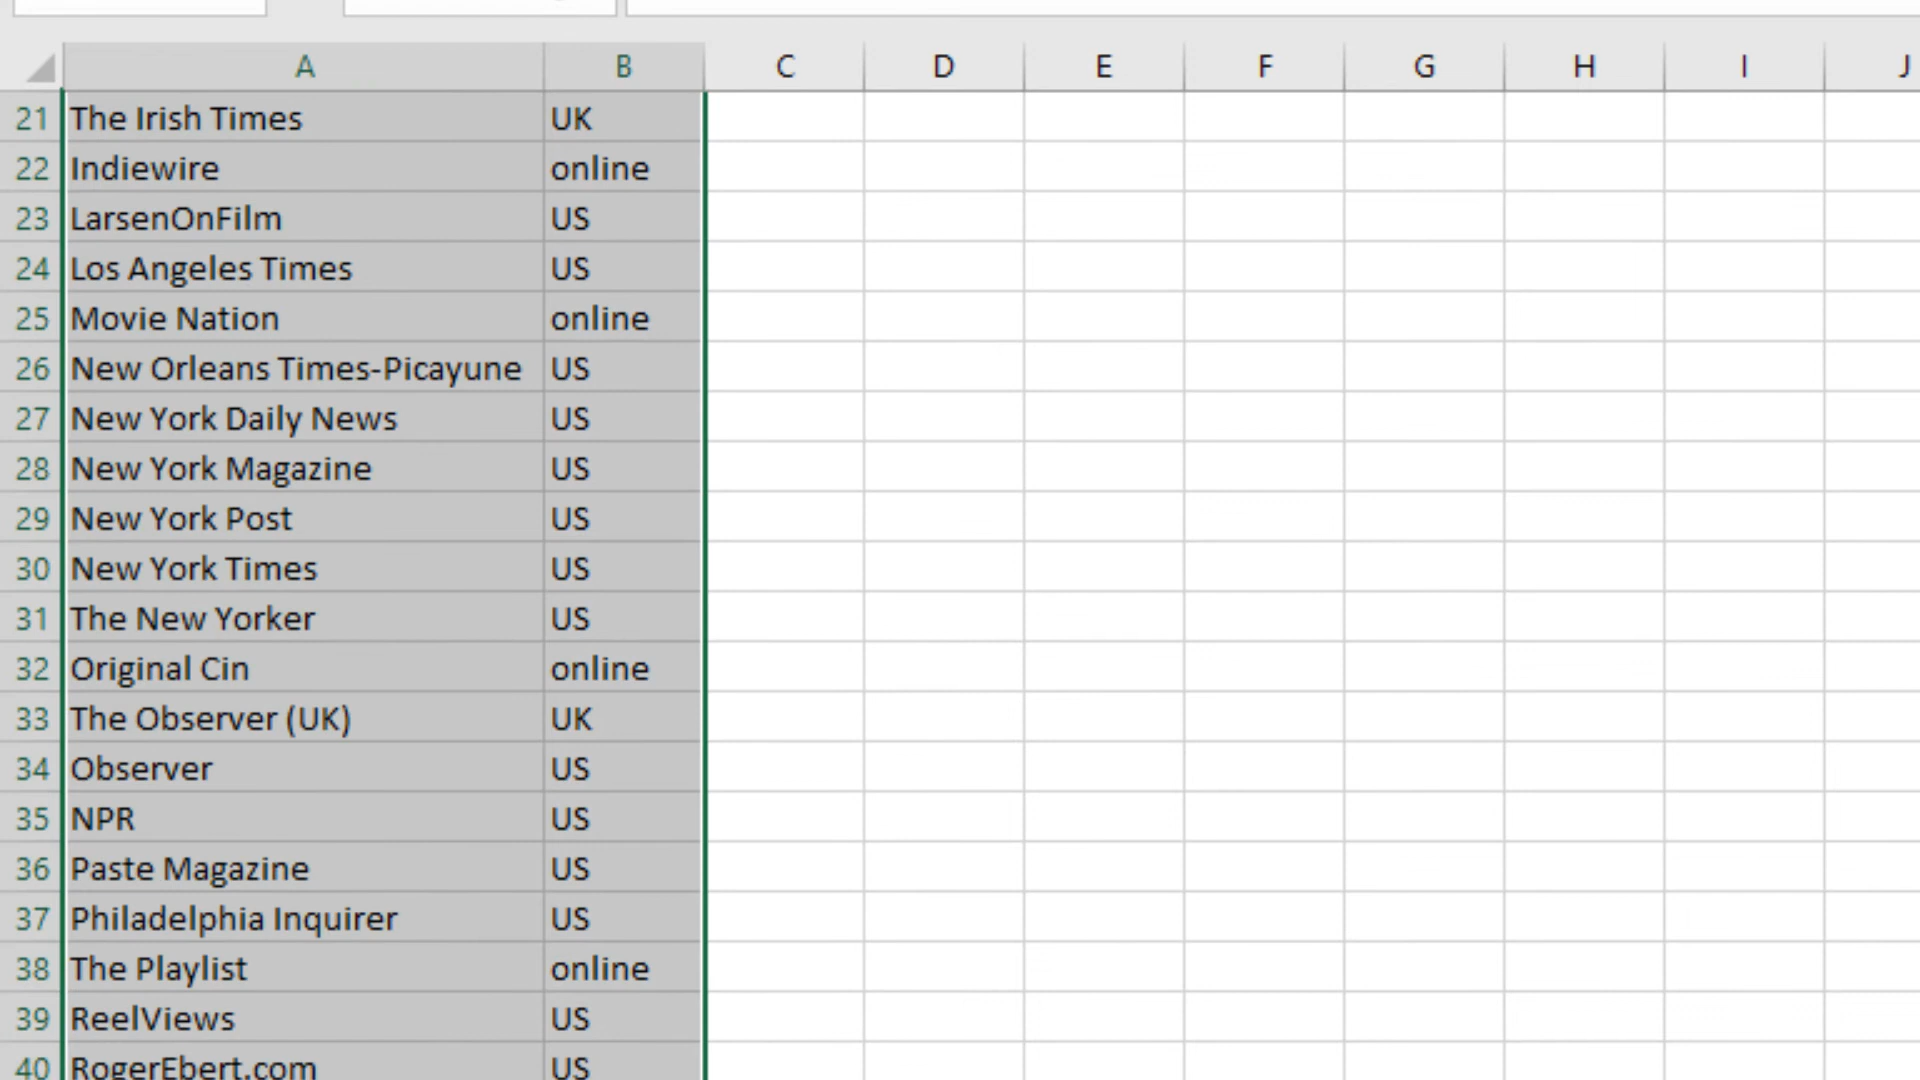 A B C D E F G H I J
21 The Irish Times UK
22 Indiewire online
23 LarsenOnFilm US
24 Los Angeles Times US
25 Movie Nation online
26 New Orleans Times-Picayune US
27 New York Daily News US
28 New York Magazine US
29 New York Post US
30 New York Times US
31 The New Yorker US
32 Original Cin online
33 The Observer (UK) UK
34 Observer US
35 NPR US
36 Paste Magazine US
37 Philadelphia Inquirer US
38 The Playlist online
39 ReelViews US
40 RogerEbert.com US